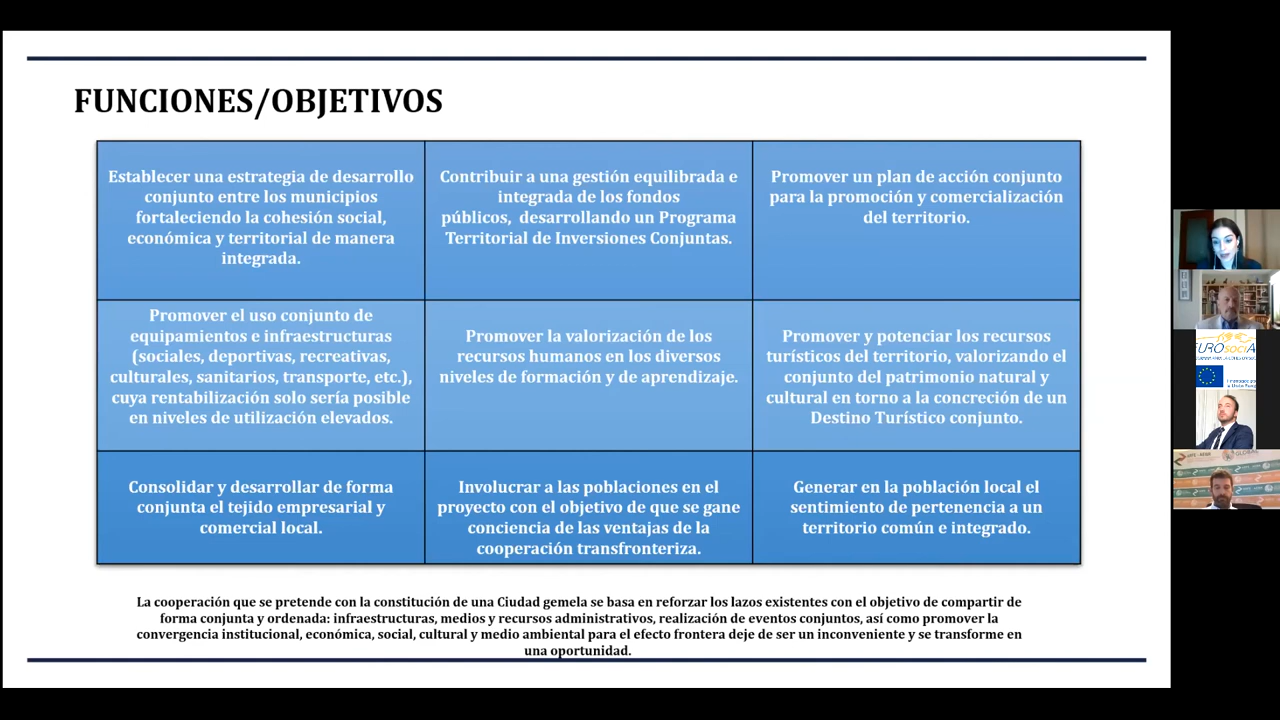 FUNCIONES/OBJETIVOS
Establecer una estrategia de desarrollo
conjunto entre los municipios
fortaleciendo la cohesión social,
económica y territorial de manera
integrada.
Contribuir a una gestión equilibrada e
integrada de los fondos
públicos, desarrollando un Programa
Territorial de Inversiones Conjuntas.
Promover un plan de acción conjunto
para la promoción y comercialización
del territorio.
Promover el uso conjunto de
equipamientos e infraestructuras
(sociales, deportivas, recreativas,
culturales, sanitarios, transporte, etc.),
cuya rentabilización solo sería posible
en niveles de utilización elevados.
Promover la valorización de los
recursos humanos en los diversos
niveles de formación y de aprendizaje.
Promover y potenciar los recursos
turísticos del territorio, valorizando el
conjunto del patrimonio natural y
cultural en torno a la concreción de un
Destino Turístico conjunto.
Consolidar y desarrollar de forma
conjunta el tejido empresarial y
comercial local.
Involucrar a las poblaciones en el
proyecto con el objetivo de que se gane
conciencia de las ventajas de la
cooperación transfronteriza.
Generar en la población local el
sentimiento de pertenencia a un
territorio común e integrado.
La cooperación que se pretende con la constitución de una Ciudad gemela se basa en reforzar los lazos existentes con el objetivo de compartir de
forma conjunta y ordenada: infraestructuras, medios y recursos administrativos, realización de eventos conjuntos, así como promover la
convergencia institucional, económica, social, cultural y medio ambiental para el efecto frontera deje de ser un inconveniente y se transforme en
una oportunidad.
EUROsociA
GLOBAL